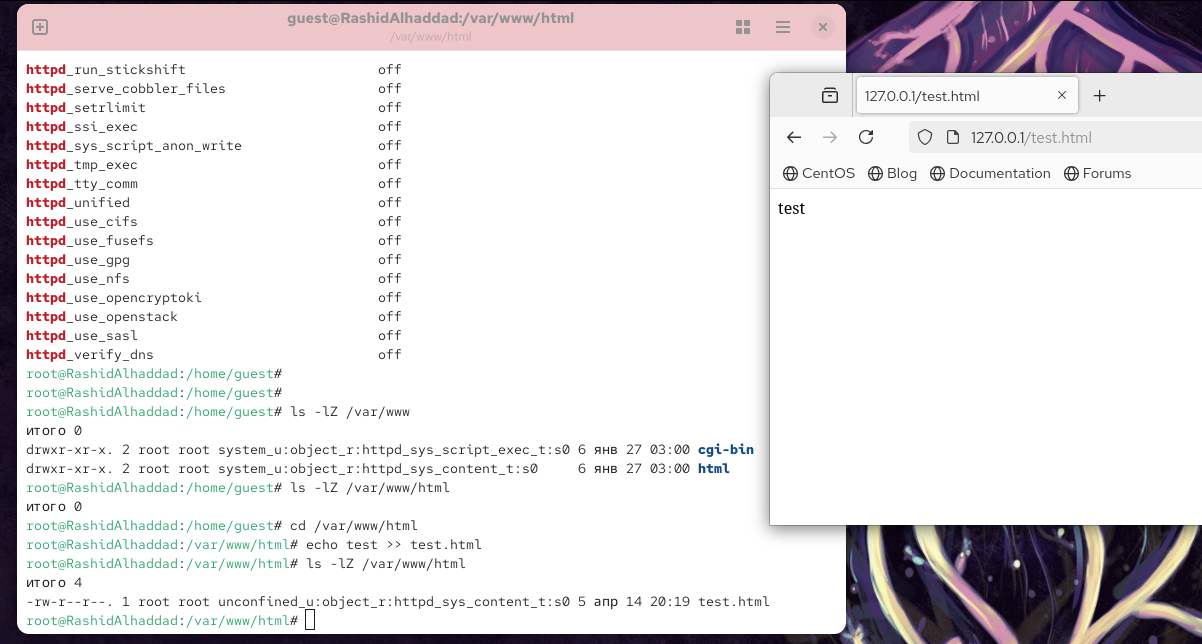 guest@RashidAlhaddad:/var/www/html
/var/www/html
httpd_run_stickshift off
httpd_serve_cobbler_files off
httpd_setrlimit off
httpd_ssi_exec off
httpd_sys_script_anon_write off
httpd_tmp_exec off
httpd_tty_comm off
httpd_unified off
httpd_use_cifs off
httpd_use_fusefs off
httpd_use_gpg off
httpd_use_nfs off
httpd_use_opencryptoki off
httpd_use_openstack off
httpd_use_sasl off
httpd_verify_dns off
root@RashidAlhaddad:/home/guest#
root@RashidAlhaddad:/home/guest#
root@RashidAlhaddad:/home/guest# ls -lZ /var/www
итого 0
drwxr-xr-x. 2 root root system_u:object_r:httpd_sys_script_exec_t:s0 6 янв 27 03:00 cgi-bin
drwxr-xr-x. 2 root root system_u:object_r:httpd_sys_content_t:s0     6 янв 27 03:00 html
root@RashidAlhaddad:/home/guest# ls -lZ /var/www/html
итого 0
root@RashidAlhaddad:/home/guest# cd /var/www/html
root@RashidAlhaddad:/var/www/html# echo test >> test.html
root@RashidAlhaddad:/var/www/html# ls -lZ /var/www/html
итого 4
-rw-r--r--. 1 root root unconfined_u:object_r:httpd_sys_content_t:s0 5 апр 14 20:19 test.html
root@RashidAlhaddad:/var/www/html#
127.0.0.1/test.html
127.0.0.1/test.html
CentOS Blog Documentation Forums
test